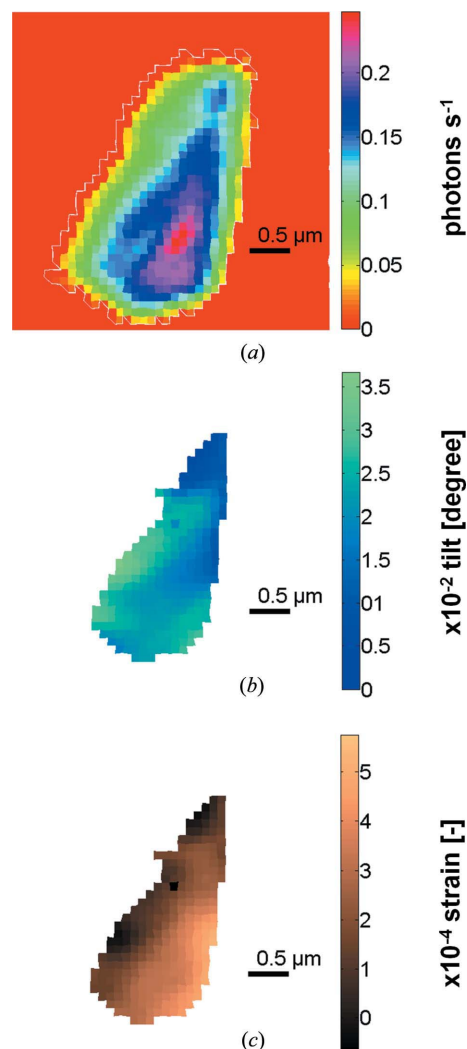 0.2
0.15
0.1
0.05
0
photons s⁻¹
0.5 µm
(a)
3.5
3
2.5
2
1.5
01
0.5
0
x10⁻² tilt [degree]
0.5 µm
(b)
5
4
3
2
1
0
x10⁻⁴ strain [-]
0.5 µm
(c)